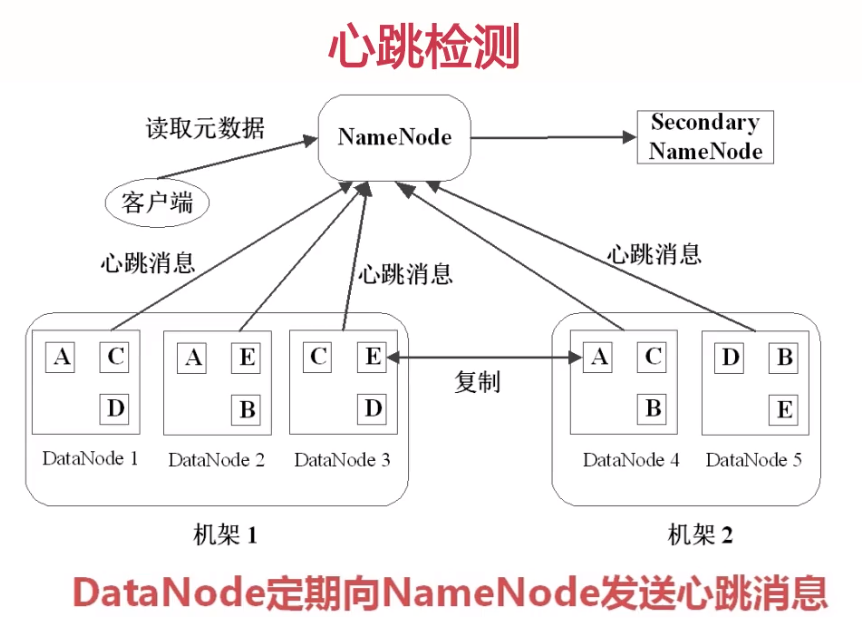 心跳检测
读取元数据
NameNode
Secondary
NameNode
客户端
心跳消息
心跳消息
心跳消息
A C
D
A E
B
C E
D
复制
A C
B
D B
E
DataNode 1
DataNode 2
DataNode 3
DataNode 4
DataNode 5
机架 1
机架 2
DataNode定期向NameNode发送心跳消息